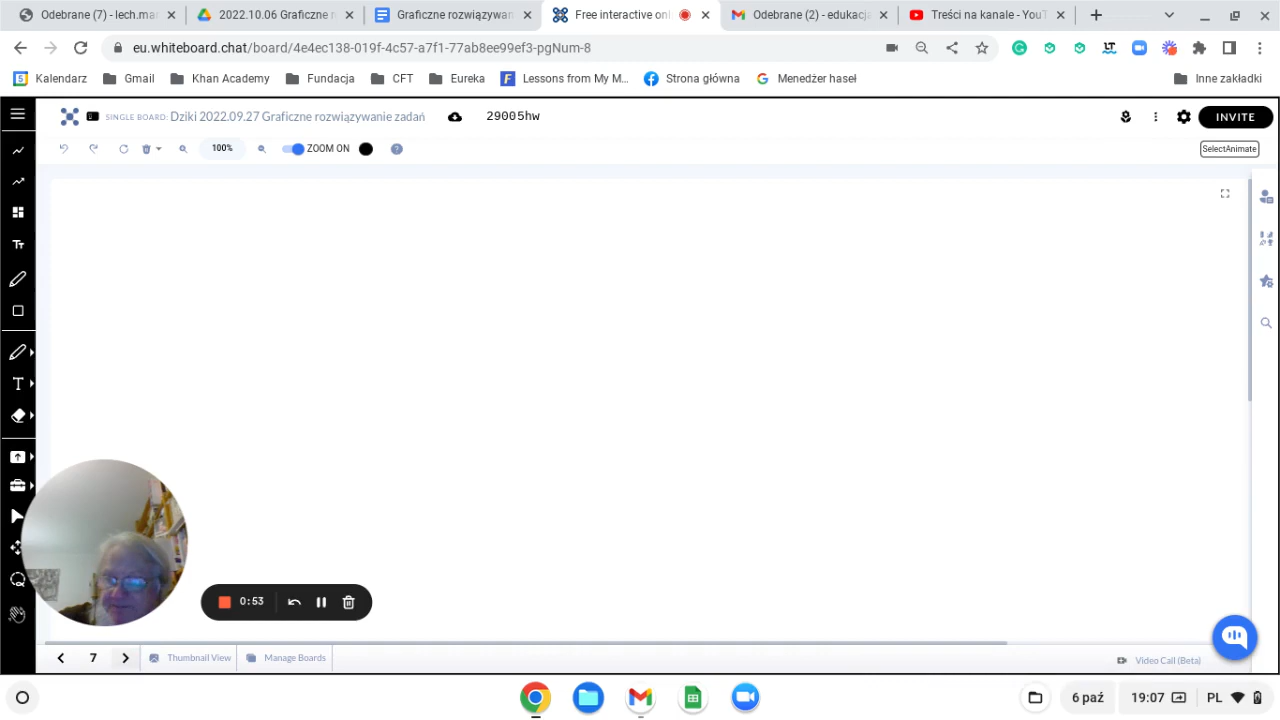 Odebrane (7) - lech.mar
2022.10.06 Graficzne r
Graficzne rozwiązywan
Free interactive onl
Odebrane (2) - edukacja
Treści na kanale - YouT
eu.whiteboard.chat/board/4e4ec138-019f-4c57-a7f1-77ab8ee99ef3-pgNum-8
Kalendarz
Gmail
Khan Academy
Fundacja
CFT
Eureka
Lessons from My M...
Strona główna
Menedżer haseł
Inne zakładki
SINGLE BOARD: Dziki 2022.09.27 Graficzne rozwiązywanie zadań
29005hw
INVITE
100%
ZOOM ON
SelectAnimate
0:53
7
Thumbnail View
Manage Boards
Video Call (Beta)
6 paź
19:07
PL